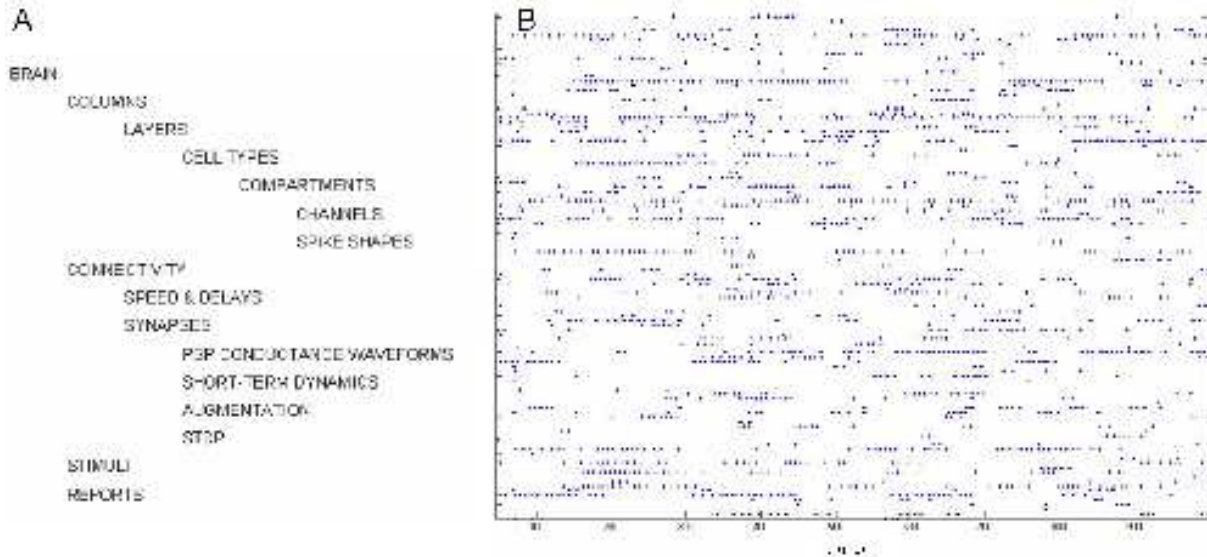 A
B
BRAIN
COLUMNS
LAYERS
CELL TYPES
COMPARTMENTS
CHANNELS
SPIKE SHAPES
CONNECTIVITY
SPEED & DELAYS
SYNAPSES
PSP CONDUCTANCE WAVEFORMS
SHORT-TERM DYNAMICS
AUGMENTATION
STDP
STIMULI
REPORTS